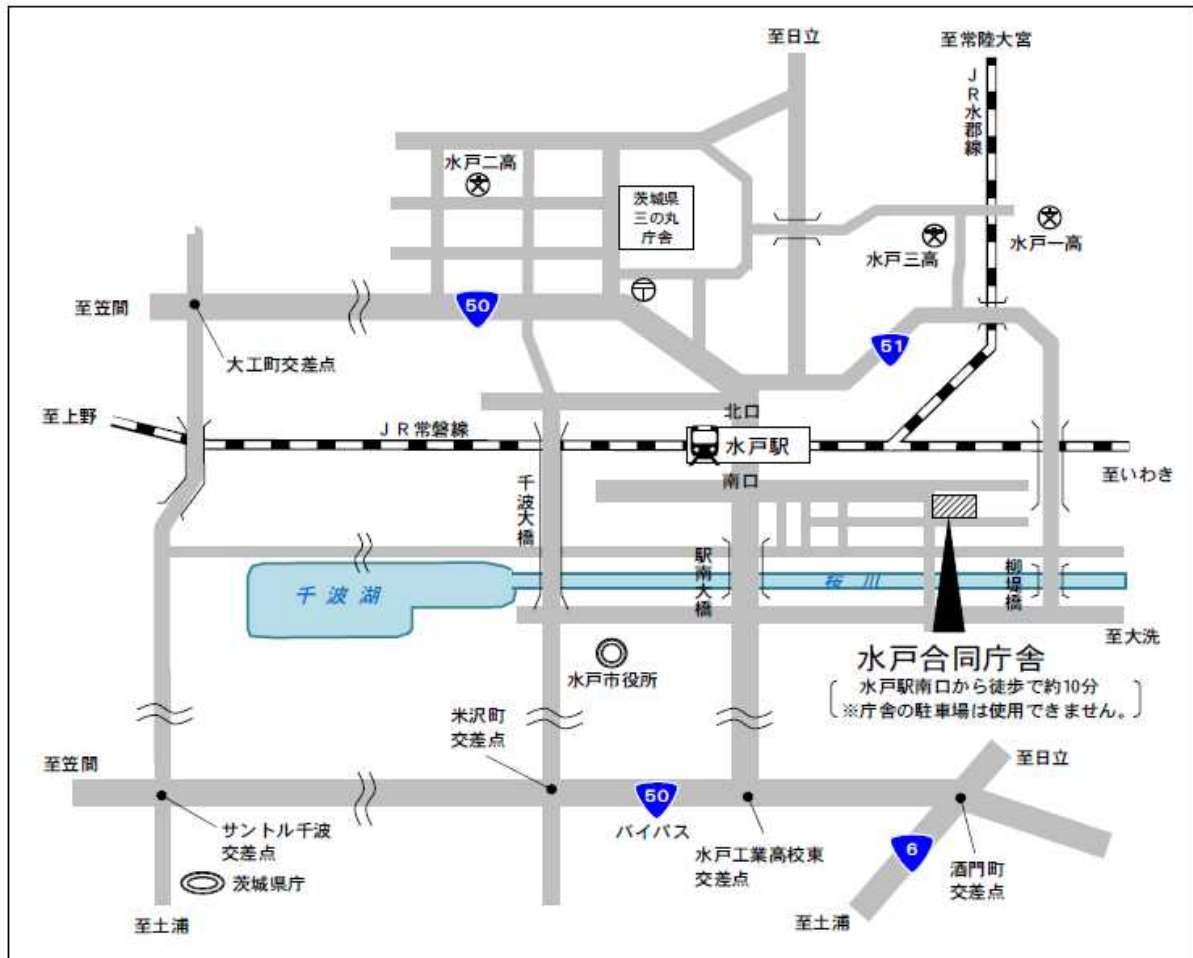 至日立
至常陸大宮
JR水郡線
水戸二高
茨城県
三の丸
庁舎
水戸三高
水戸一高
至笠間
50
大工町交差点
51
至上野
JR常磐線
北口
水戸駅
南口
至いわき
千波大橋
駅南大橋
柳堤橋
千波湖
桜川
至大洗
水戸市役所
水戸合同庁舎
水戸駅南口から徒歩で約10分
※庁舎の駐車場は使用できません。
米沢町
交差点
至笠間
至日立
50
バイパス
サントル千波
交差点
水戸工業高校東
交差点
6
酒門町
交差点
茨城県庁
至土浦
至土浦